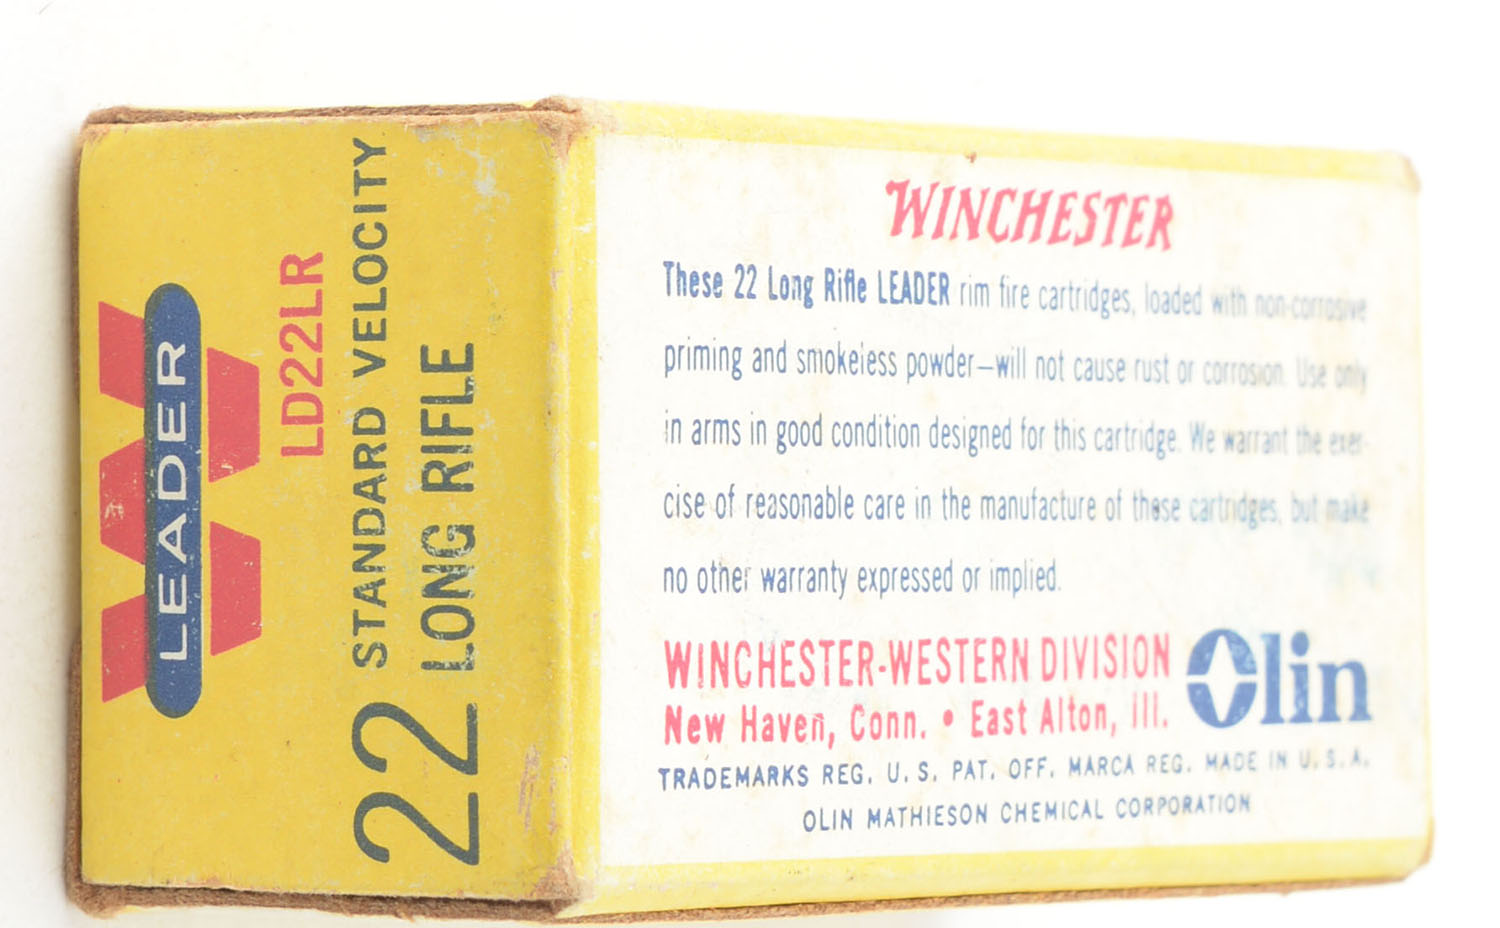 LEADER
LD22LR
22 STANDARD VELOCITY
LONG RIFLE
WINCHESTER
These 22 Long Rifle LEADER rim fire cartridges, loaded with non-corrosive
priming and smokeless powder—will not cause rust or corrosion. Use only
in arms in good condition designed for this cartridge. We warrant the exer-
cise of reasonable care in the manufacture of these cartridges, but make
no other warranty expressed or implied.
WINCHESTER-WESTERN DIVISION
New Haven, Conn. • East Alton, Ill.
Olin
TRADEMARKS REG. U. S. PAT. OFF. MARCA REG. MADE IN U. S. A.
OLIN MATHIESON CHEMICAL CORPORATION